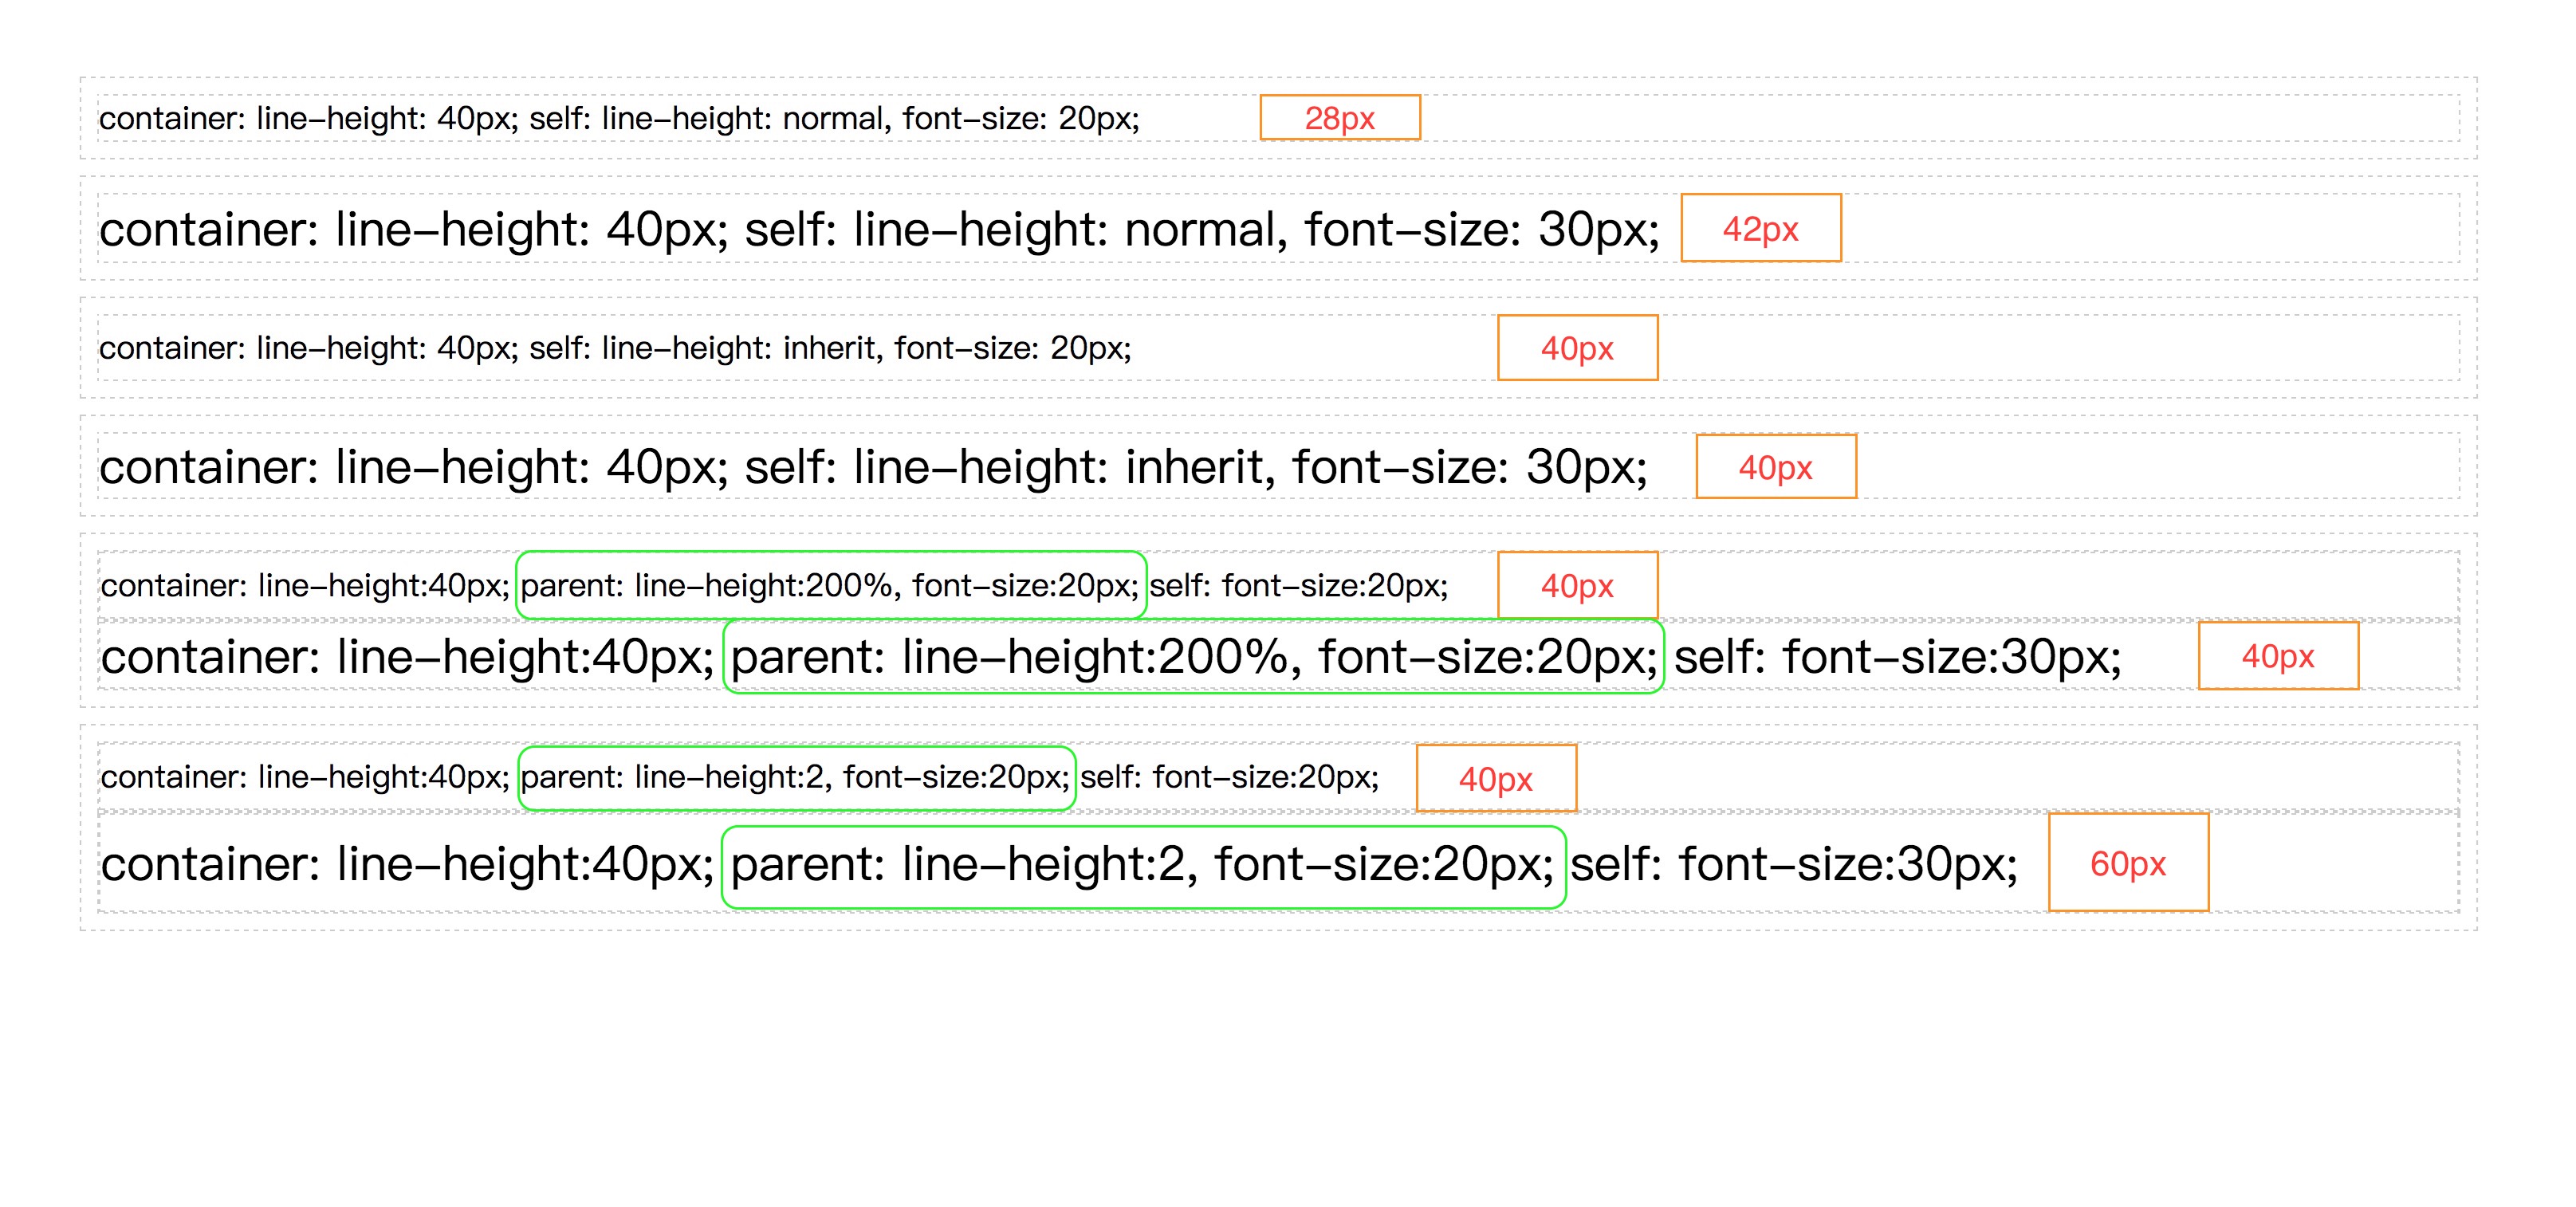 container: line-height: 40px; self: line-height: normal, font-size: 20px; 28px
container: line-height: 40px; self: line-height: normal, font-size: 30px; 42px
container: line-height: 40px; self: line-height: inherit, font-size: 20px; 40px
container: line-height: 40px; self: line-height: inherit, font-size: 30px; 40px
container: line-height:40px; parent: line-height:200%, font-size:20px; self: font-size:20px; 40px
container: line-height:40px; parent: line-height:200%, font-size:20px; self: font-size:30px; 40px
container: line-height:40px; parent: line-height:2, font-size:20px; self: font-size:20px; 40px
container: line-height:40px; parent: line-height:2, font-size:20px; self: font-size:30px; 60px